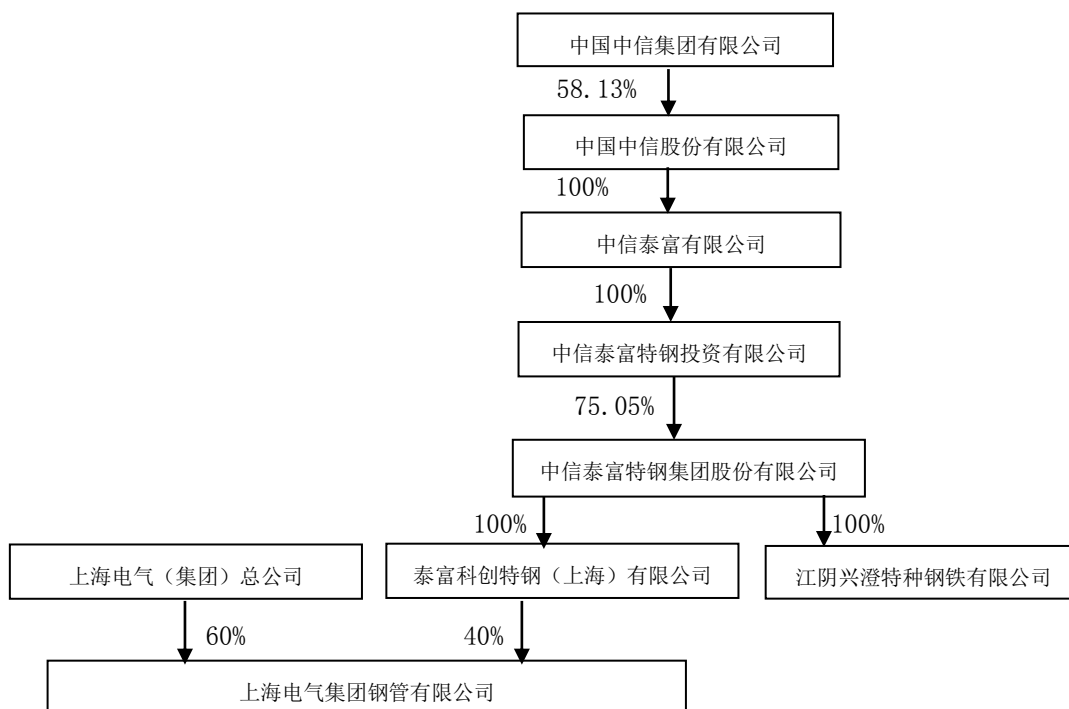 中国中信集团有限公司
58.13%
中国中信股份有限公司
100%
中信泰富有限公司
100%
中信泰富特钢投资有限公司
75.05%
中信泰富特钢集团股份有限公司
100%
100%
上海电气（集团）总公司
泰富科创特钢（上海）有限公司
江阴兴澄特种钢铁有限公司
60%
40%
上海电气集团钢管有限公司